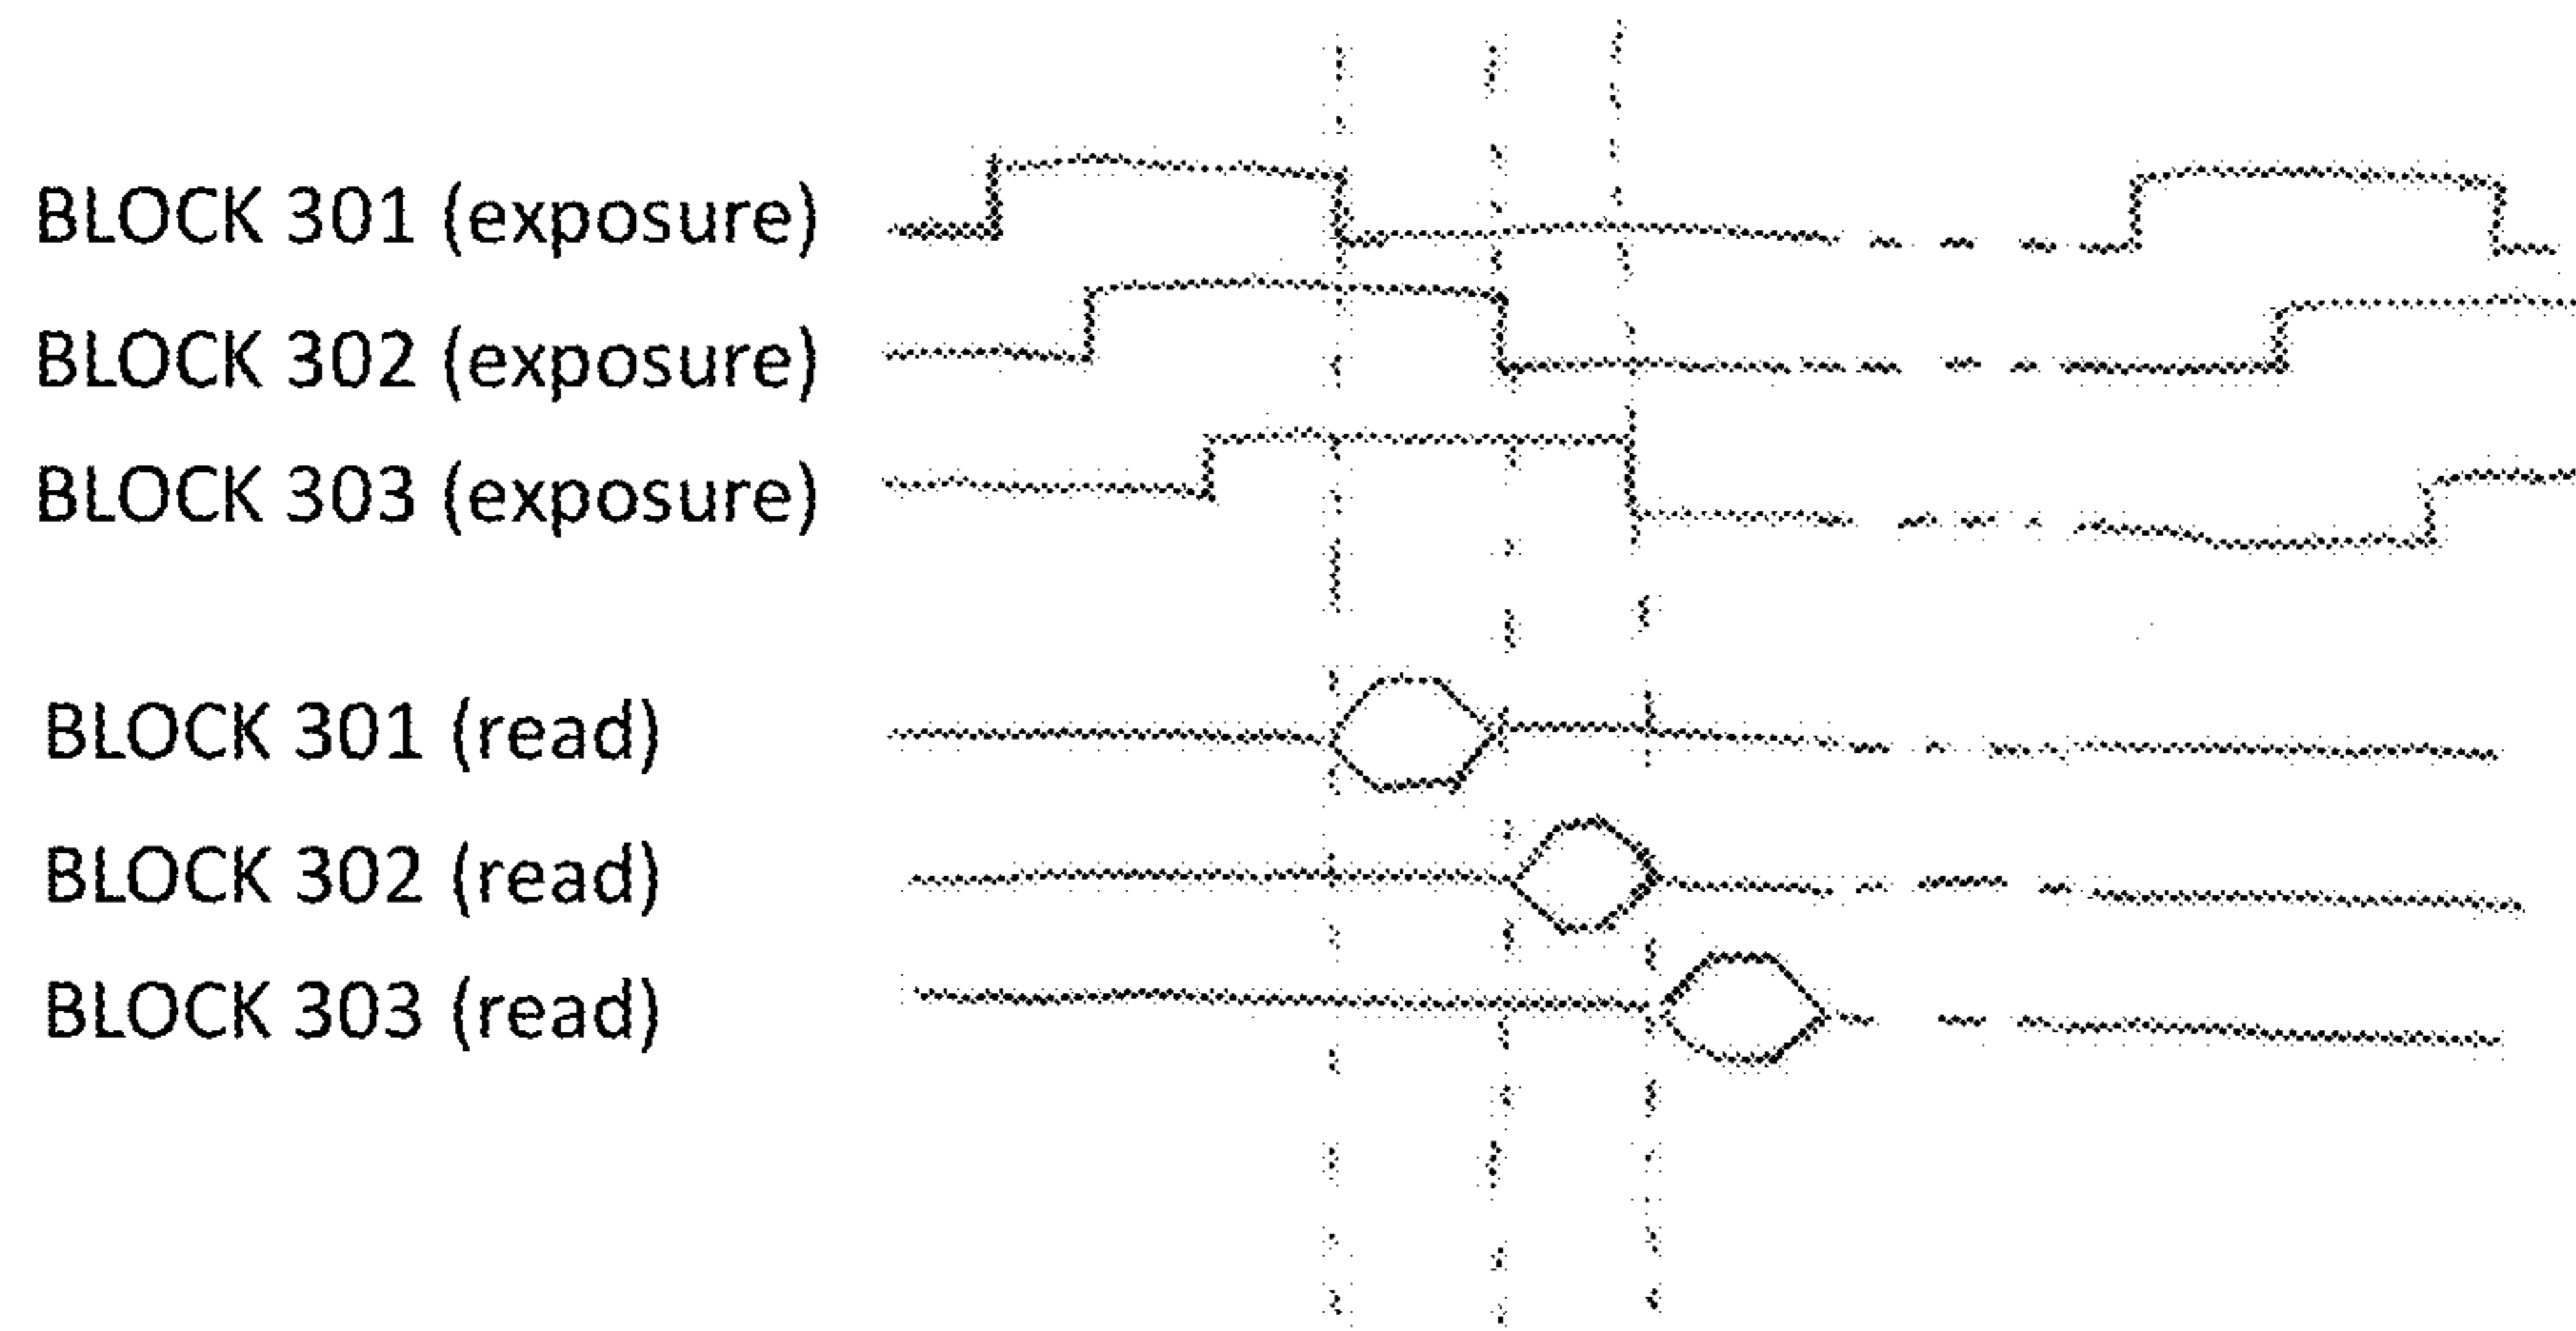 BLOCK 301 (exposure)
BLOCK 302 (exposure)
BLOCK 303 (exposure)
BLOCK 301 (read)
BLOCK 302 (read)
BLOCK 303 (read)